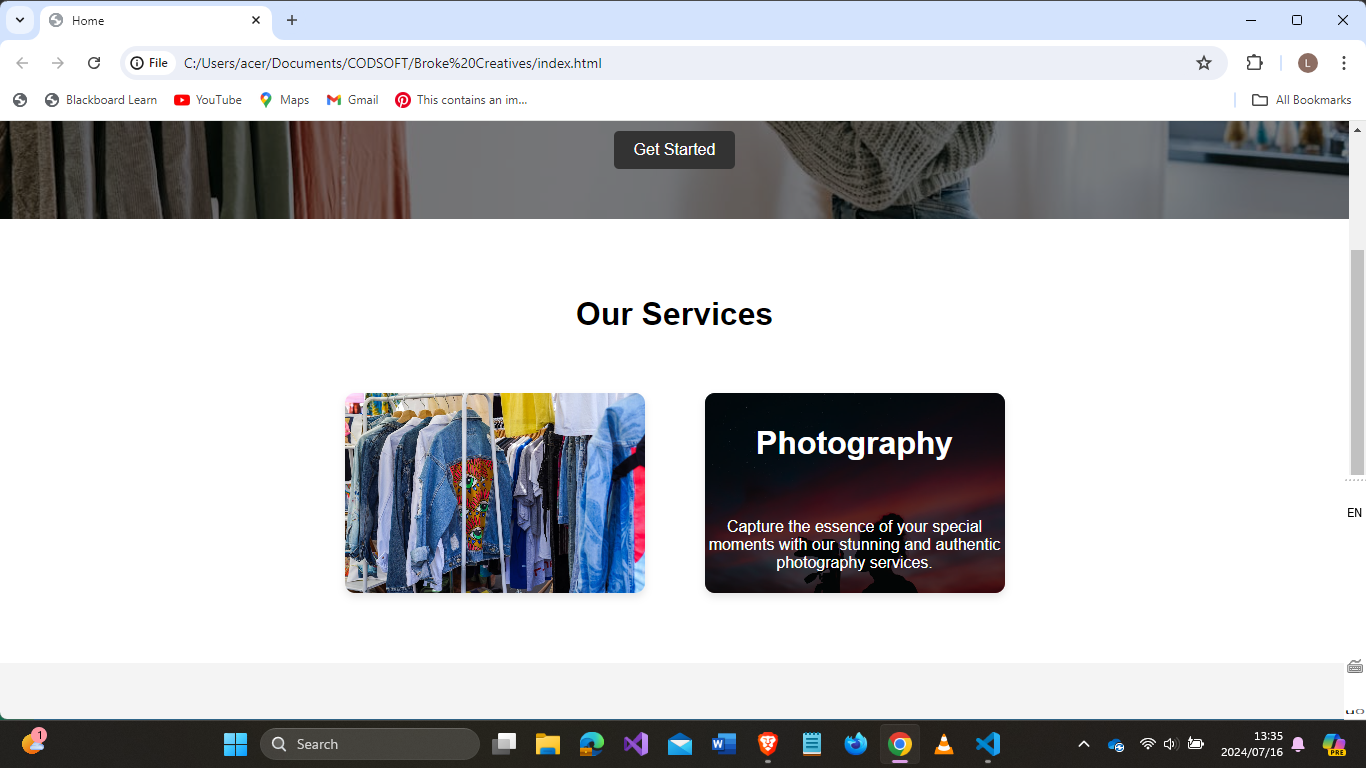 Home
File
C:/Users/acer/Documents/CODSOFT/Broke%20Creatives/index.html
L
Blackboard Learn
YouTube
Maps
Gmail
This contains an im...
All Bookmarks
Get Started
Our Services
Photography
Capture the essence of your special
moments with our stunning and authentic
photography services.
EN
1
Search
13:35
2024/07/16
PRE